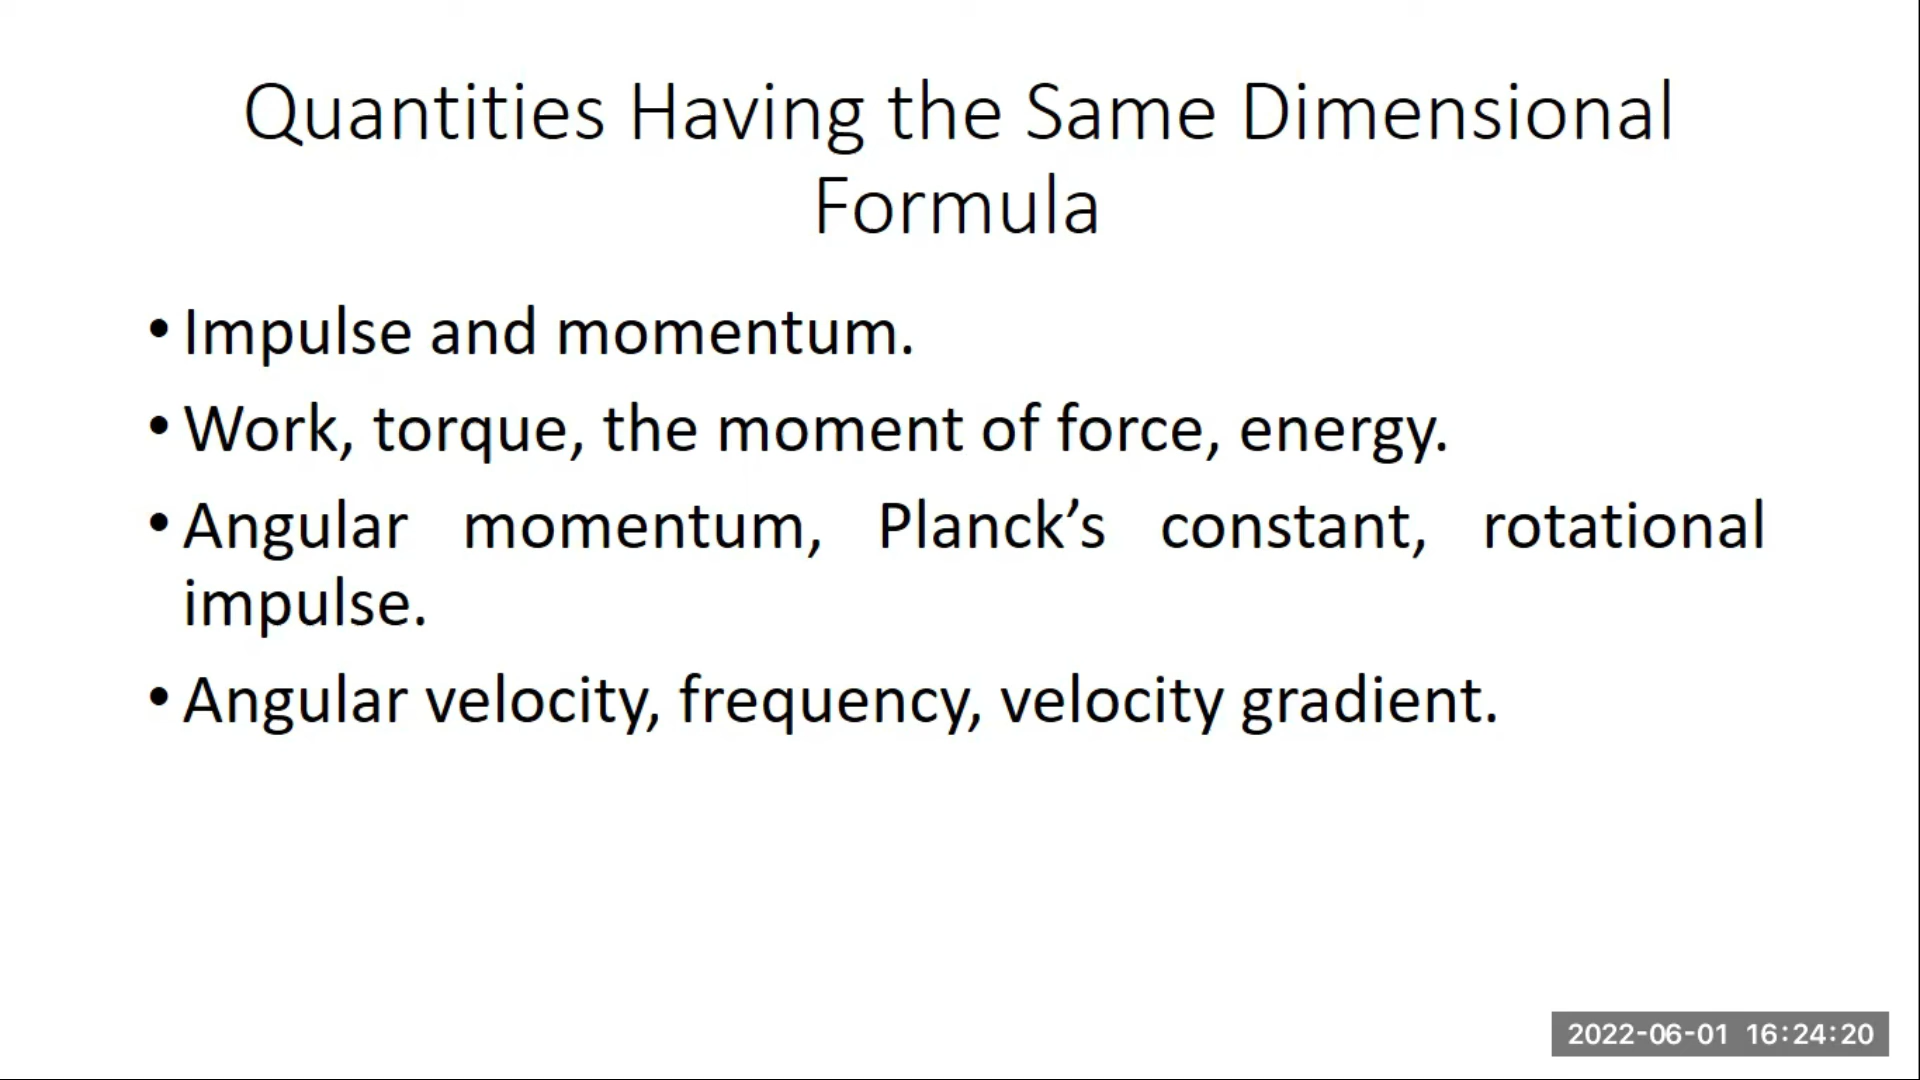 Quantities Having the Same Dimensional
Formula
• Impulse and momentum.
• Work, torque, the moment of force, energy.
• Angular momentum, Planck’s constant, rotational
impulse.
• Angular velocity, frequency, velocity gradient.
2022-06-01 16:24:20